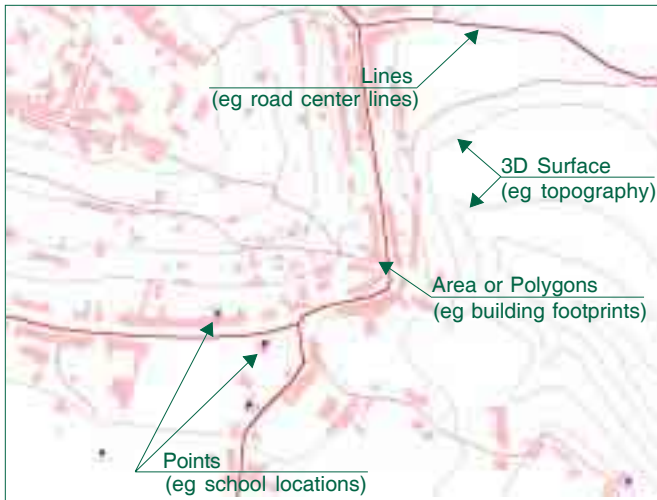 Lines
(eg road center lines)
3D Surface
(eg topography)
Area or Polygons
(eg building footprints)
Points
(eg school locations)